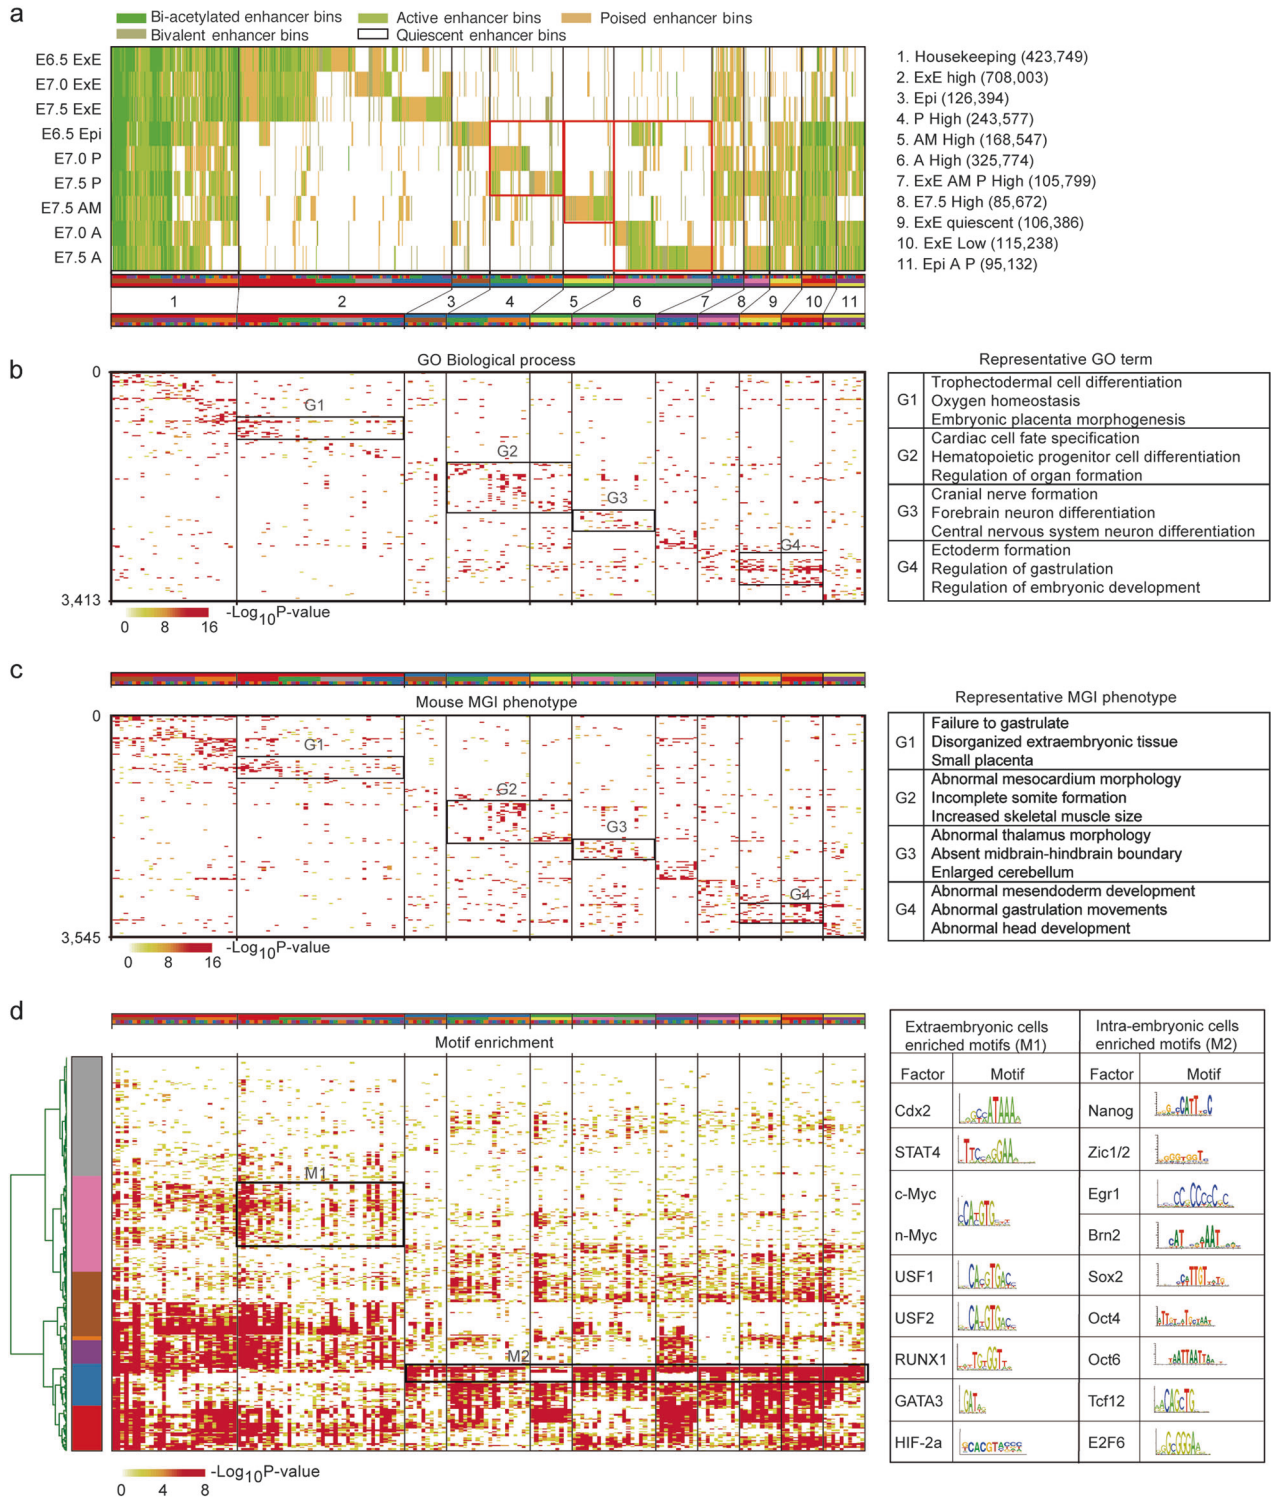 a
Bi-acetylated enhancer bins Active enhancer bins Poised enhancer bins
Bivalent enhancer bins Quiescent enhancer bins
E6.5 ExE
E7.0 ExE
E7.5 ExE
E6.5 Epi
E7.0 P
E7.5 P
E7.5 AM
E7.0 A
E7.5 A
1 2 3 4 5 6 7 8 9 10 11
1. Housekeeping (423,749)
2. ExE high (708,003)
3. Epi (126,394)
4. P High (243,577)
5. AM High (168,547)
6. A High (325,774)
7. ExE AM P High (105,799)
8. E7.5 High (85,672)
9. ExE quiescent (106,386)
10. ExE Low (115,238)
11. Epi A P (95,132)
b
GO Biological process
0
G1
G2
G3
G4
3,413
-Log10P-value
0 8 16
Representative GO term
G1
Trophectodermal cell differentiation
Oxygen homeostasis
Embryonic placenta morphogenesis
G2
Cardiac cell fate specification
Hematopoietic progenitor cell differentiation
Regulation of organ formation
G3
Cranial nerve formation
Forebrain neuron differentiation
Central nervous system neuron differentiation
G4
Ectoderm formation
Regulation of gastrulation
Regulation of embryonic development
c
Mouse MGI phenotype
0
G1
G2
G3
G4
3,545
-Log10P-value
0 8 16
Representative MGI phenotype
G1
Failure to gastrulate
Disorganized extraembryonic tissue
Small placenta
G2
Abnormal mesocardium morphology
Incomplete somite formation
Increased skeletal muscle size
G3
Abnormal thalamus morphology
Absent midbrain-hindbrain boundary
Enlarged cerebellum
G4
Abnormal mesendoderm development
Abnormal gastrulation movements
Abnormal head development
d
Motif enrichment
M1
M2
-Log10P-value
0 4 8
Extraembryonic cells
enriched motifs (M1)
Intra-embryonic cells
enriched motifs (M2)
Factor Motif Factor Motif
Cdx2 Nanog
STAT4 Zic1/2
c-Myc Egr1
n-Myc Brn2
USF1 Sox2
USF2 Oct4
RUNX1 Oct6
GATA3 Tcf12
HIF-2a E2F6